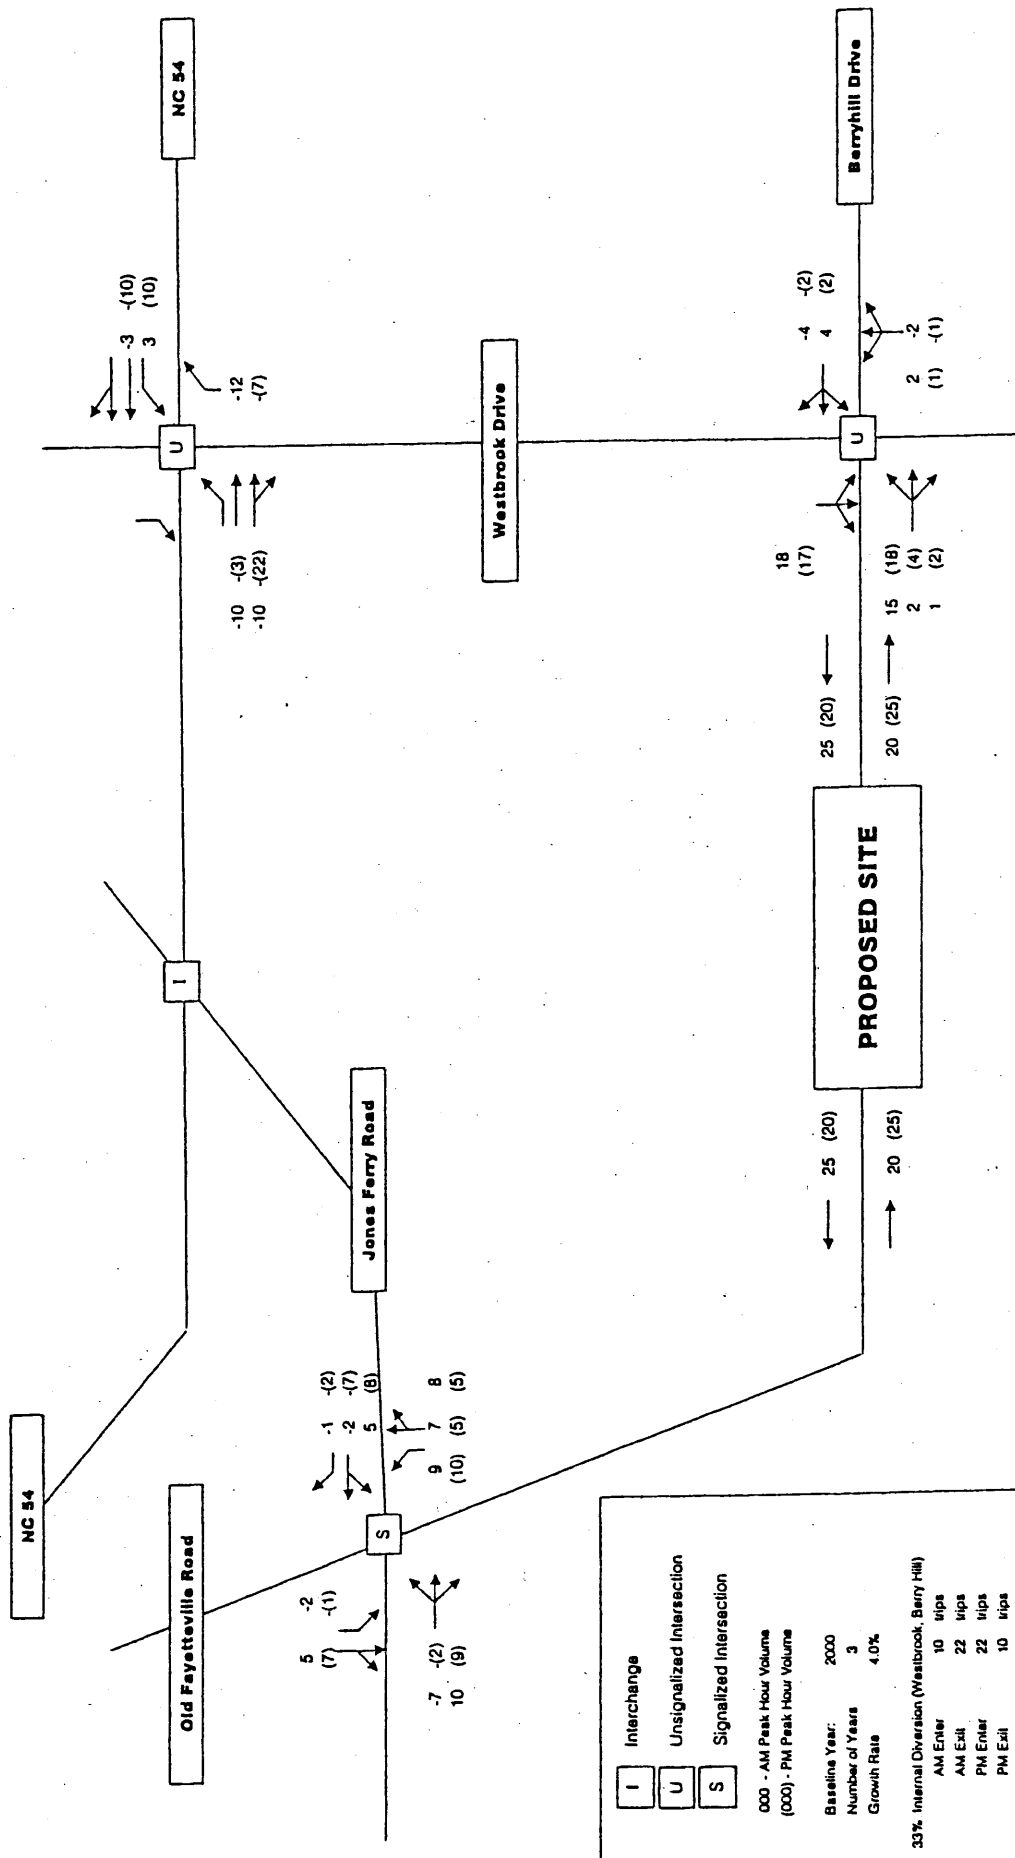 NC 54
NC 54
-3 -(10)
3 (10)
U
-12
-(7)
-10 -(3)
-10 -(22)
I
Old Fayetteville Road
Jones Ferry Road
Westbrook Drive
-1 -(2)
-2 -(7)
5 (8)
S
9 7 8
(10) (5) (5)
5 -2
(7) -(1)
-7 -(2)
10 (9)
Berryhill Drive
-4 -(2)
4 (2)
U
2 -2
(1) -(1)
18
(17)
15 (18)
2 (4)
1 (2)
25 (20)
20 (25)
PROPOSED SITE
25 (20)
20 (25)
I Interchange
U Unsignalized Intersection
S Signalized Intersection
000 - AM Peak Hour Volume
(000) - PM Peak Hour Volume
Baseline Year: 2000
Number of Years 3
Growth Rate 4.0%
33% Internal Diversion (Westbrook, Berry Hill)
AM Enter 10 trips
AM Exit 22 trips
PM Enter 22 trips
PM Exit 10 trips